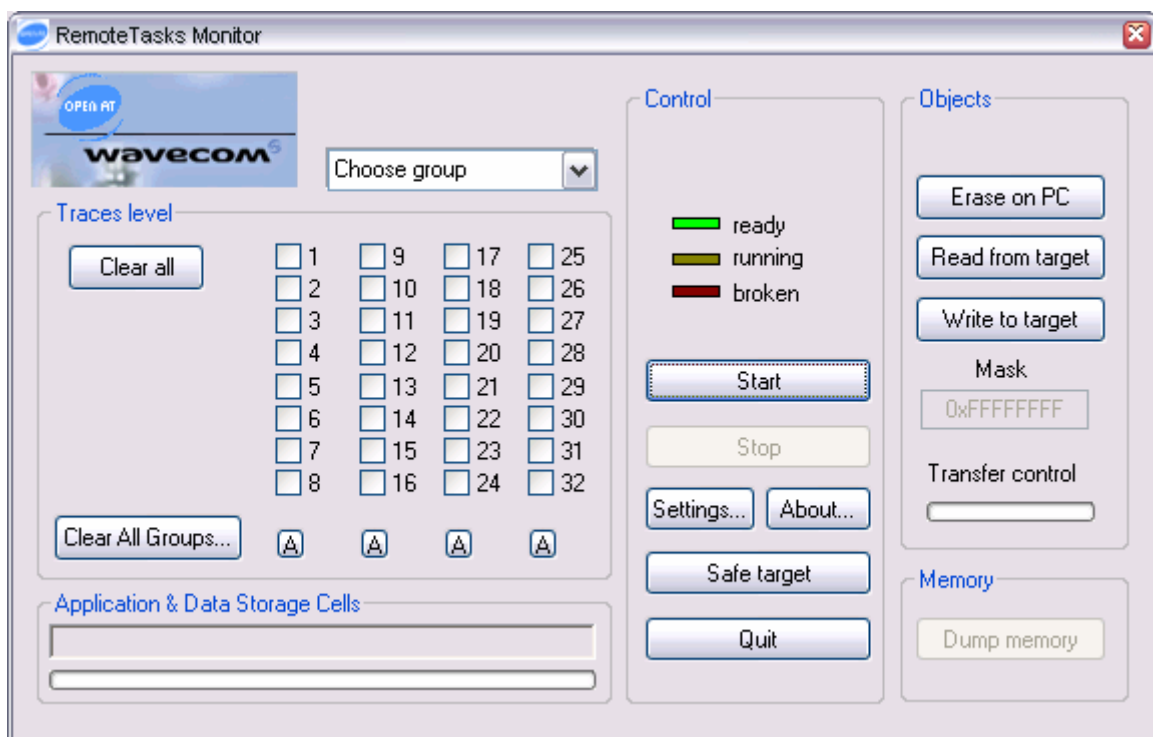 RemoteTasks Monitor
OPEN AT
wavecom
Choose group
Traces level
Clear all
1 9 17 25
2 10 18 26
3 11 19 27
4 12 20 28
5 13 21 29
6 14 22 30
7 15 23 31
8 16 24 32
Clear All Groups...
A A A A
Application & Data Storage Cells
Control
ready
running
broken
Start
Stop
Settings... About...
Safe target
Quit
Objects
Erase on PC
Read from target
Write to target
Mask
0xFFFFFFFF
Transfer control
Memory
Dump memory